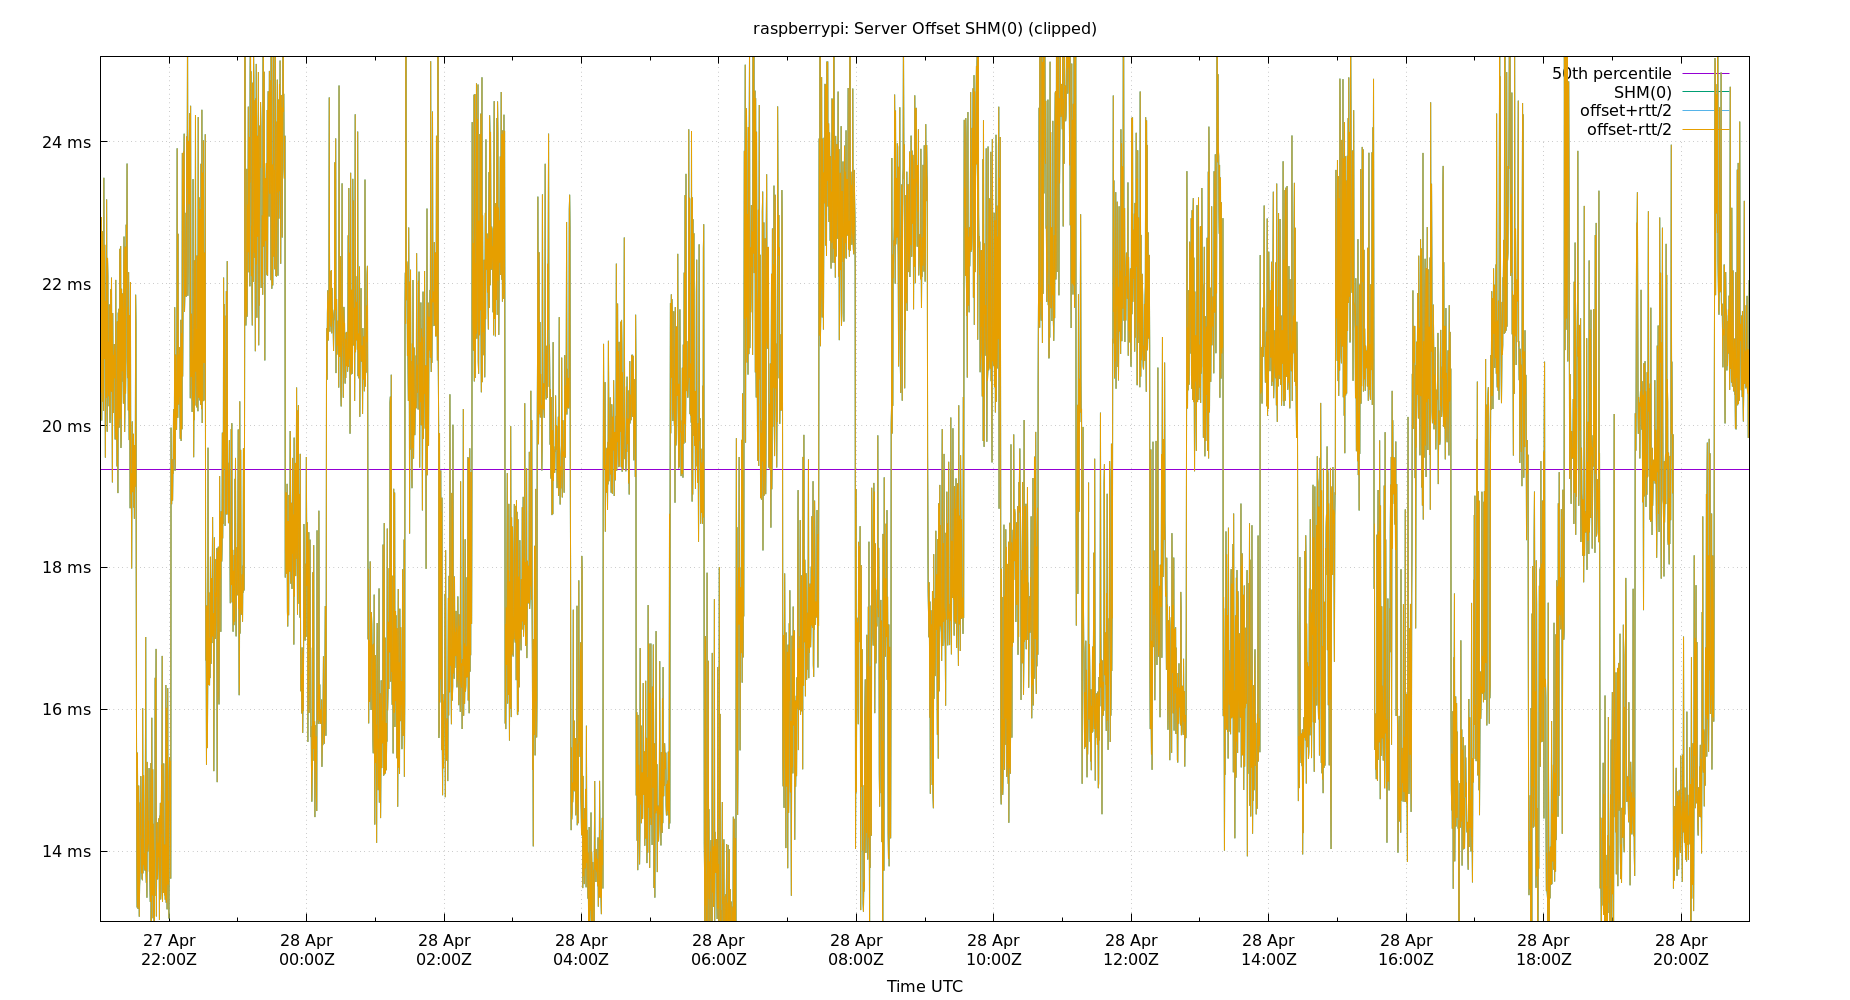 raspberrypi: Server Offset SHM(0) (clipped)
50th percentile
SHM(0)
offset+rtt/2
offset-rtt/2
24 ms
22 ms
20 ms
18 ms
16 ms
14 ms
27 Apr 28 Apr 28 Apr 28 Apr 28 Apr 28 Apr 28 Apr 28 Apr 28 Apr 28 Apr 28 Apr 28 Apr
22:00Z 00:00Z 02:00Z 04:00Z 06:00Z 08:00Z 10:00Z 12:00Z 14:00Z 16:00Z 18:00Z 20:00Z
Time UTC